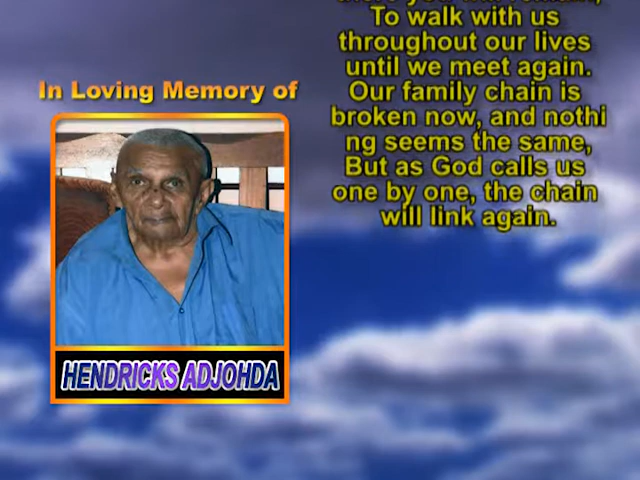 To walk with us
throughout our lives
until we meet again.
Our family chain is
broken now, and nothi
ng seems the same,
But as God calls us
one by one, the chain
will link again.
In Loving Memory of
HENDRICKS ADJOHDA